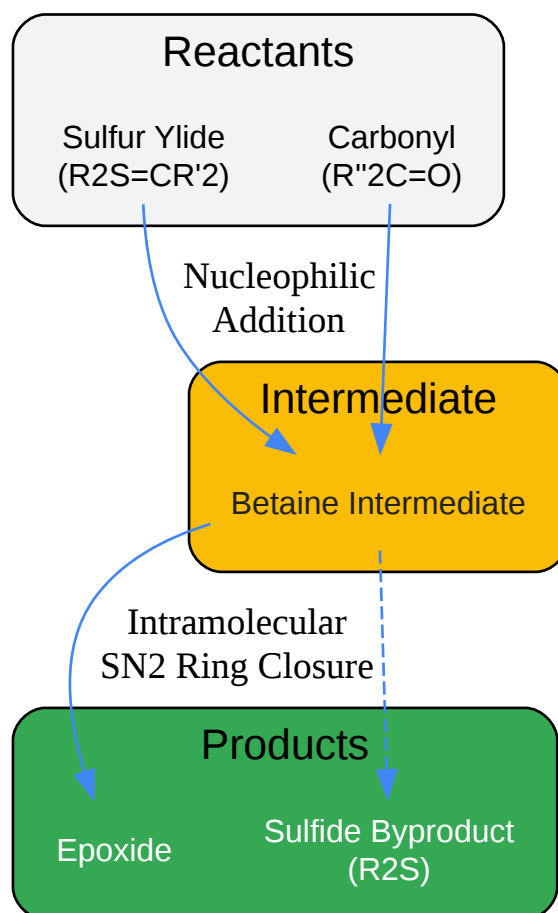 Reactants
Sulfur Ylide
(R2S=CR'2)
Carbonyl
(R"2C=O)
Nucleophilic
Addition
Intermediate
Betaine Intermediate
Intramolecular
SN2 Ring Closure
Products
Epoxide
Sulfide Byproduct
(R2S)